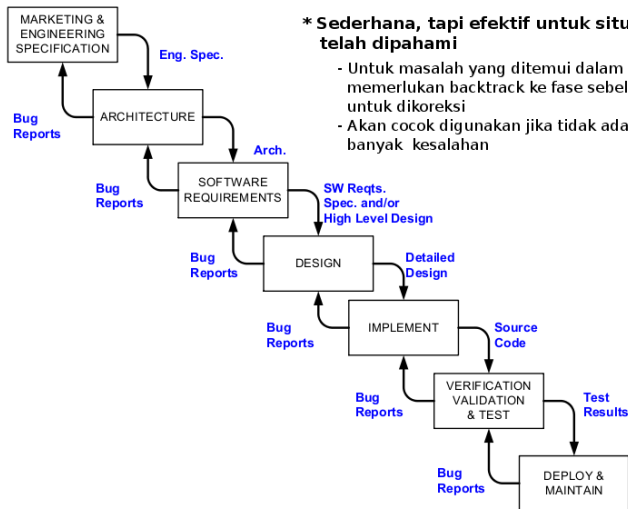 MARKETING &
ENGINEERING
SPECIFICATION
* Sederhana, tapi efektif untuk
telah dipahami
Eng. Spec.
- Untuk masalah yang ditemui dalam
memerlukan backtrack ke fase
untuk dikoreksi
- Akan cocok digunakan jika tidak ada
banyak kesalahan
Bug
Reports
ARCHITECTURE
Arch.
Bug
Reports
SOFTWARE
REQUIREMENTS
SW Reqts.
Spec. and/or
High Level Design
Bug
Reports
DESIGN
Detailed
Design
Bug
Reports
IMPLEMENT
Source
Code
Bug
Reports
VERIFICATION
VALIDATION
& TEST
Test
Results
Bug
Reports
DEPLOY &
MAINTAIN